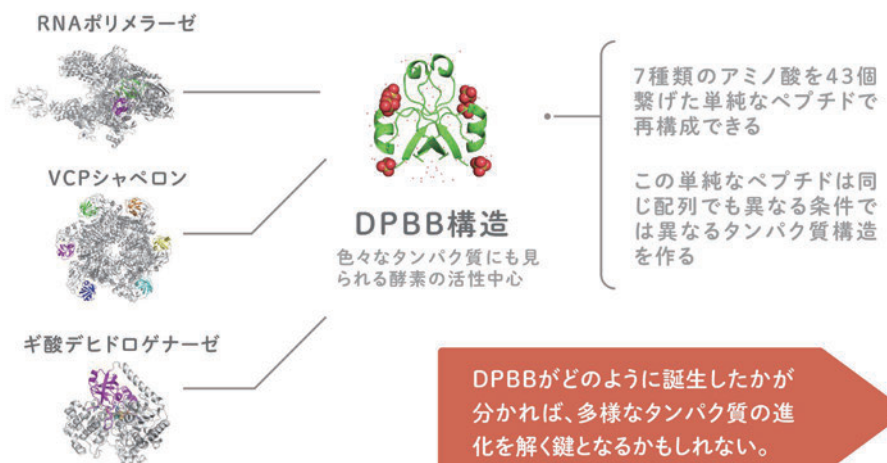 RNAポリメラーゼ
VCPシャペロン
ギ酸デヒドロゲナーゼ
DPBB構造
色々なタンパク質にも見
られる酵素の活性中心
7種類のアミノ酸を43個
繋げた単純なペプチドで
再構成できる
この単純なペプチドは同
じ配列でも異なる条件で
は異なるタンパク質構造
を作る
DPBBがどのように誕生したかが
分かれば、多様なタンパク質の進
化を解く鍵となるかもしれない。